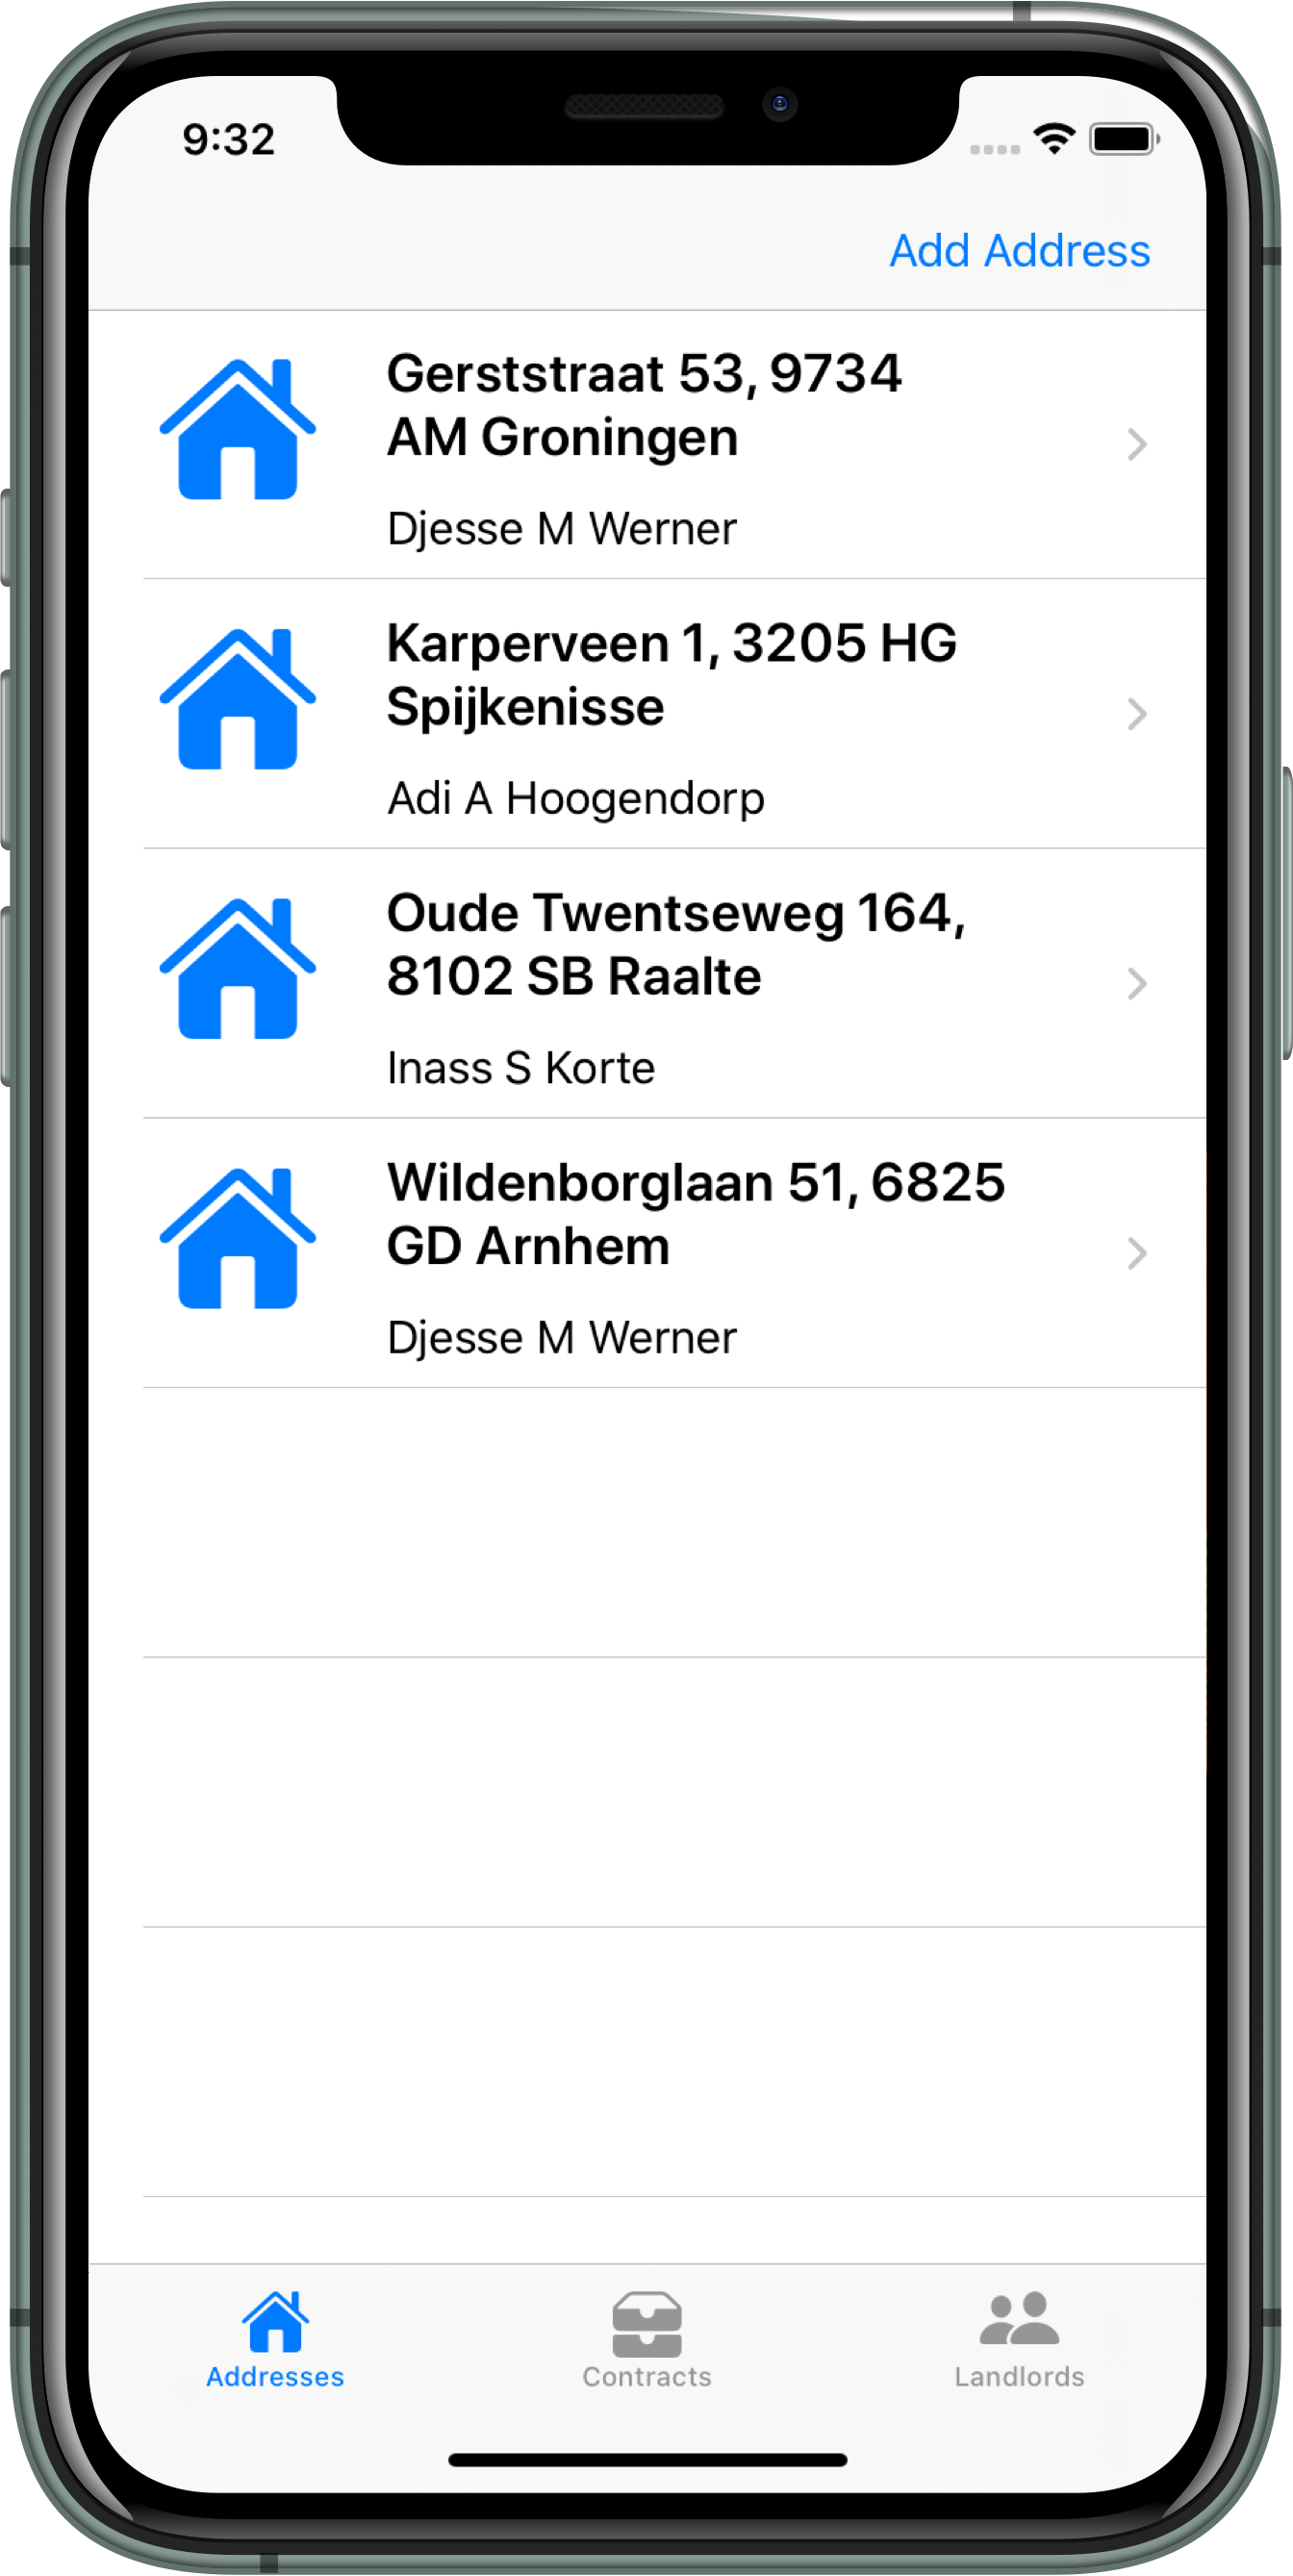 9:32
Add Address
Gerststraat 53, 9734
AM Groningen
Djesse M Werner
Karperveen 1, 3205 HG
Spijkenisse
Adi A Hoogendorp
Oude Twentseweg 164,
8102 SB Raalte
Inass S Korte
Wildenborglaan 51, 6825
GD Arnhem
Djesse M Werner
Addresses
Contracts
Landlords